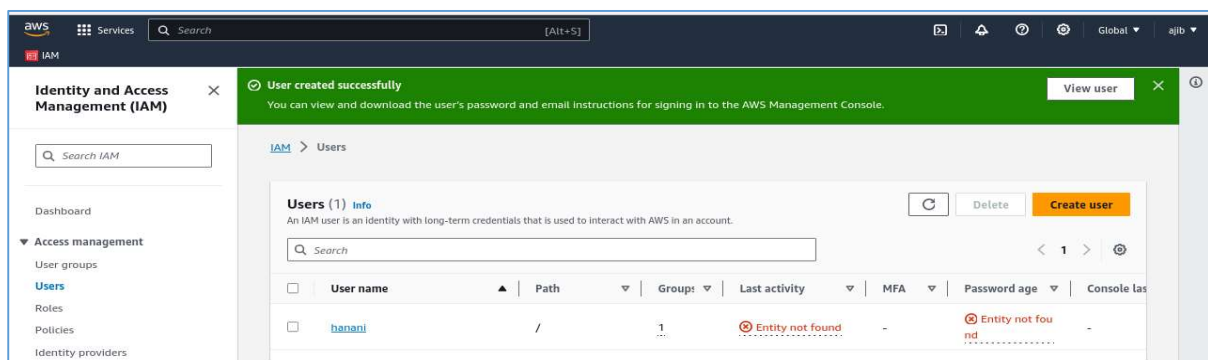 aws Services Search [Alt+S] Global ajib
IAM
Identity and Access
Management (IAM)
Search IAM
Dashboard
Access management
User groups
Users
Roles
Policies
Identity providers
User created successfully
You can view and download the user's password and email instructions for signing in to the AWS Management Console.
View user
IAM > Users
Users (1) Info
An IAM user is an identity with long-term credentials that is used to interact with AWS in an account.
Delete
Create user
Search
< 1 >
User name Path Group: Last activity MFA Password age Console las
hanani / 1 Entity not found - Entity not fou -
nd